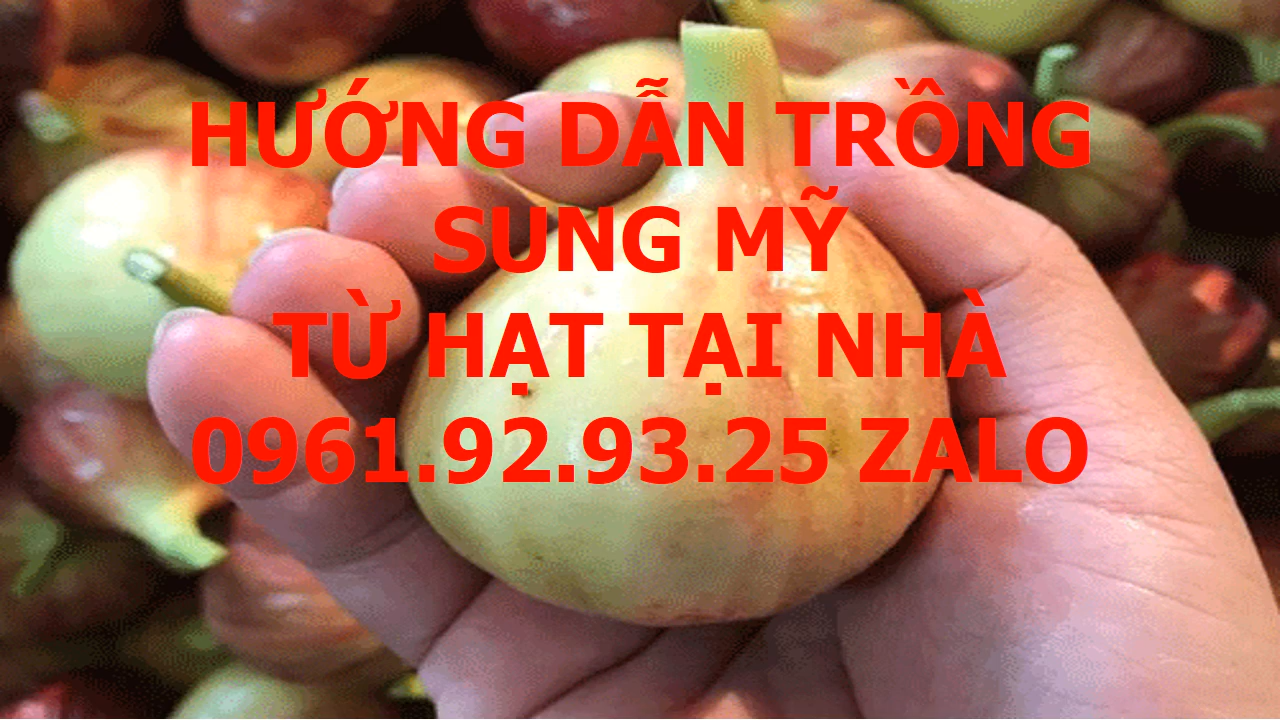 HƯỚNG DẪN TRỒNG
SUNG MỸ
TỪ HẠT TẠI NHÀ
0961.92.93.25 ZALO